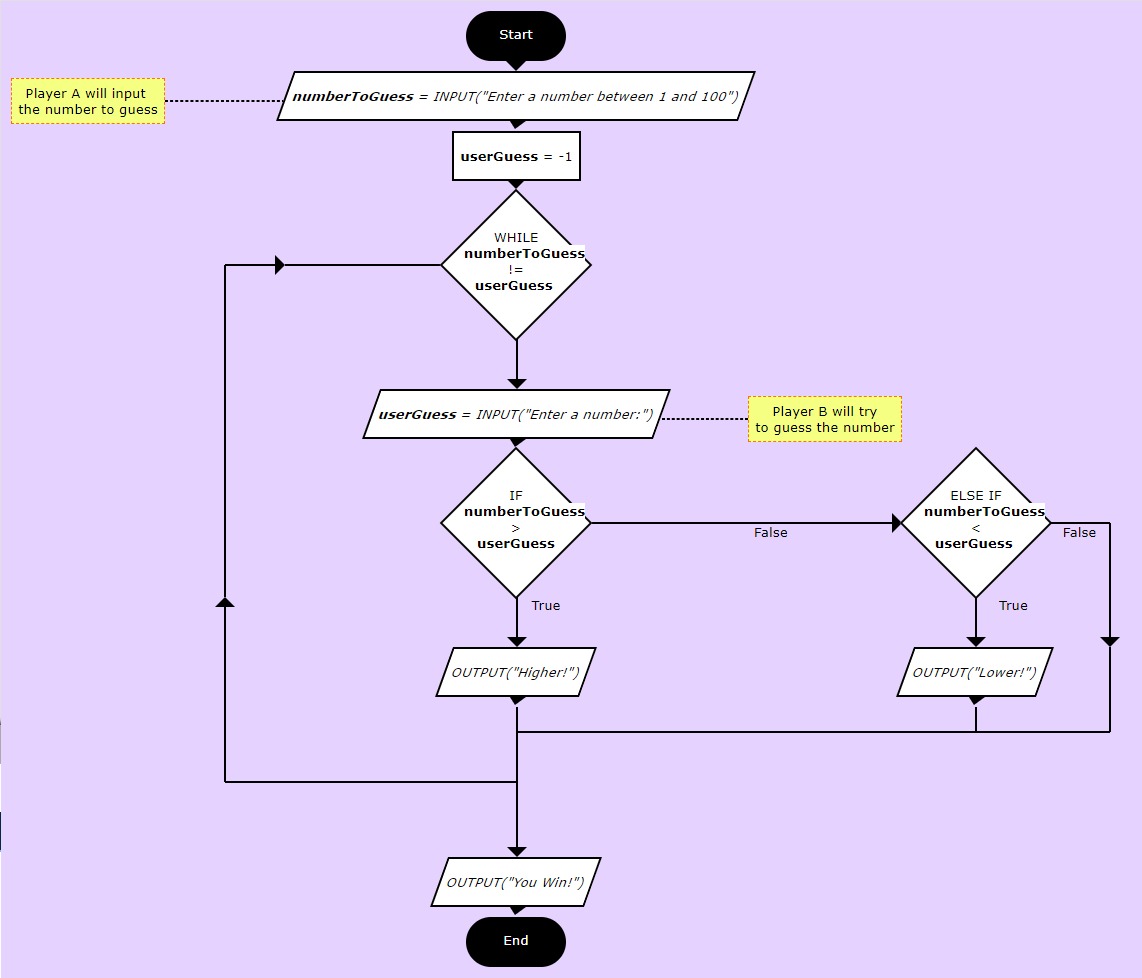 Start
Player A will input
the number to guess
numberToGuess = INPUT("Enter a number between 1 and 100")
userGuess = -1
WHILE
numberToGuess
!=
userGuess
userGuess = INPUT("Enter a number:")
Player B will try
to guess the number
IF
numberToGuess
>
userGuess
False
ELSE IF
numberToGuess
<
userGuess
False
True
True
OUTPUT("Higher!")
OUTPUT("Lower!")
OUTPUT("You Win!")
End